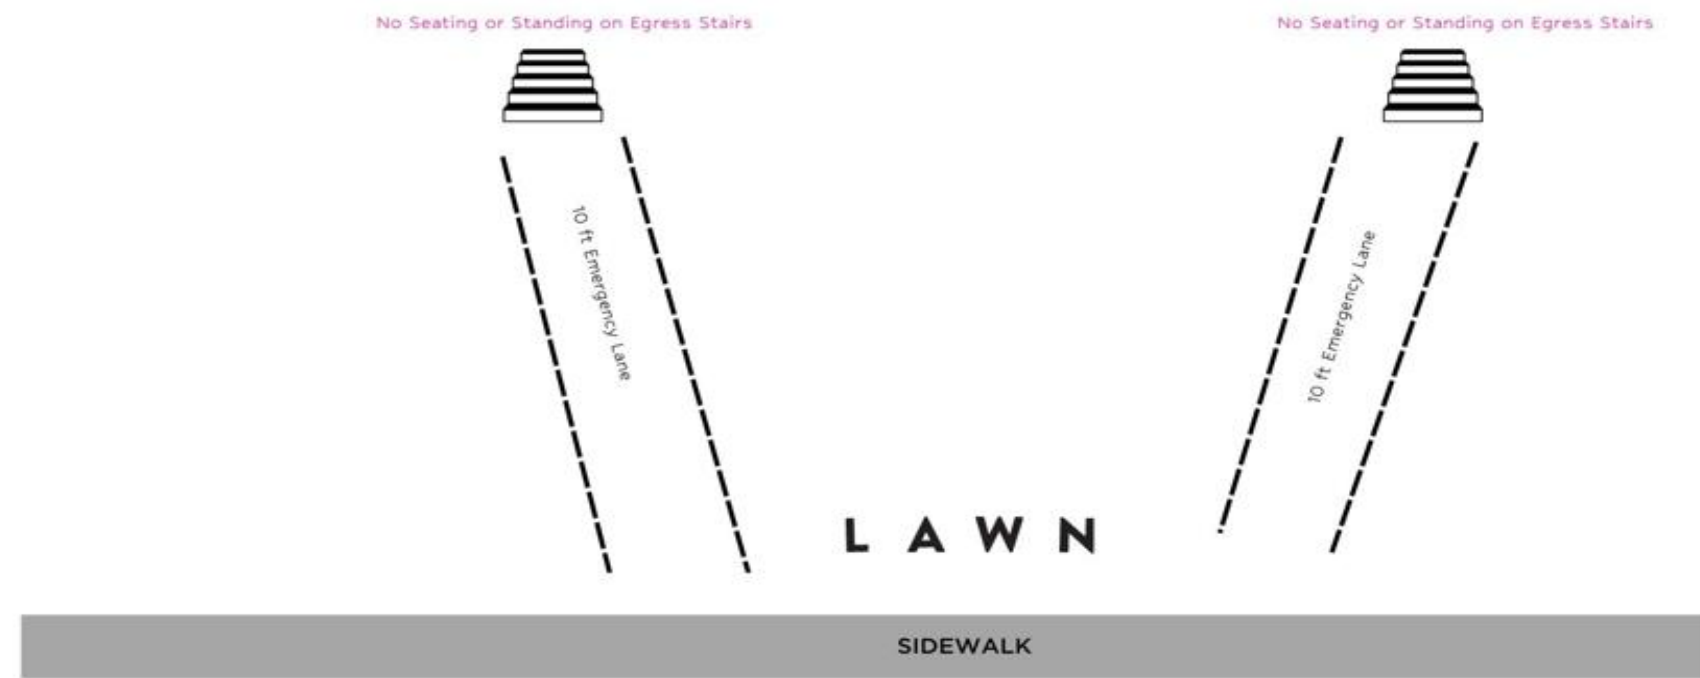 No Seating or Standing on Egress Stairs
No Seating or Standing on Egress Stairs
10 ft Emergency Lane
10 ft Emergency Lane
LAWN
SIDEWALK